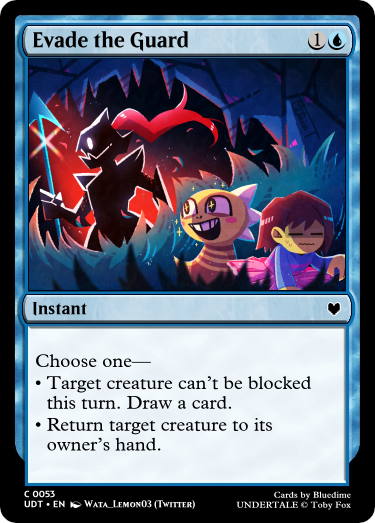 Evade the Guard 1
Instant
Choose one—
• Target creature can't be blocked
this turn. Draw a card.
• Return target creature to its
owner's hand.
C 0053
UDT • EN Wata_Lemon03 (Twitter)
Cards by Bluedime
UNDERTALE © Toby Fox